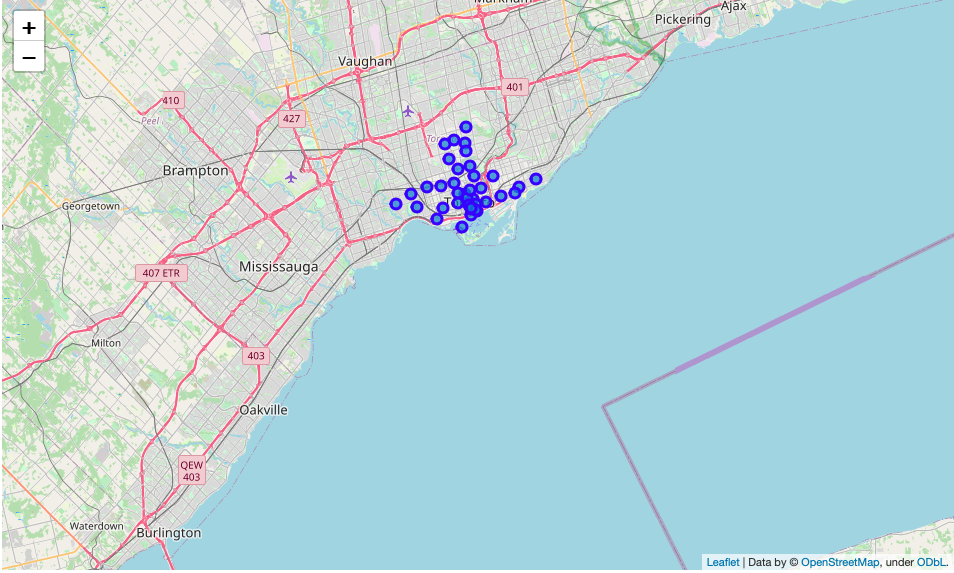 Markham
Ajax
Pickering
+
−
Vaughan
401
410
427
Peel
Brampton
Georgetown
Mississauga
407 ETR
Milton
403
Oakville
QEW
403
Waterdown
Burlington
Leaflet | Data by © OpenStreetMap, under ODbL.